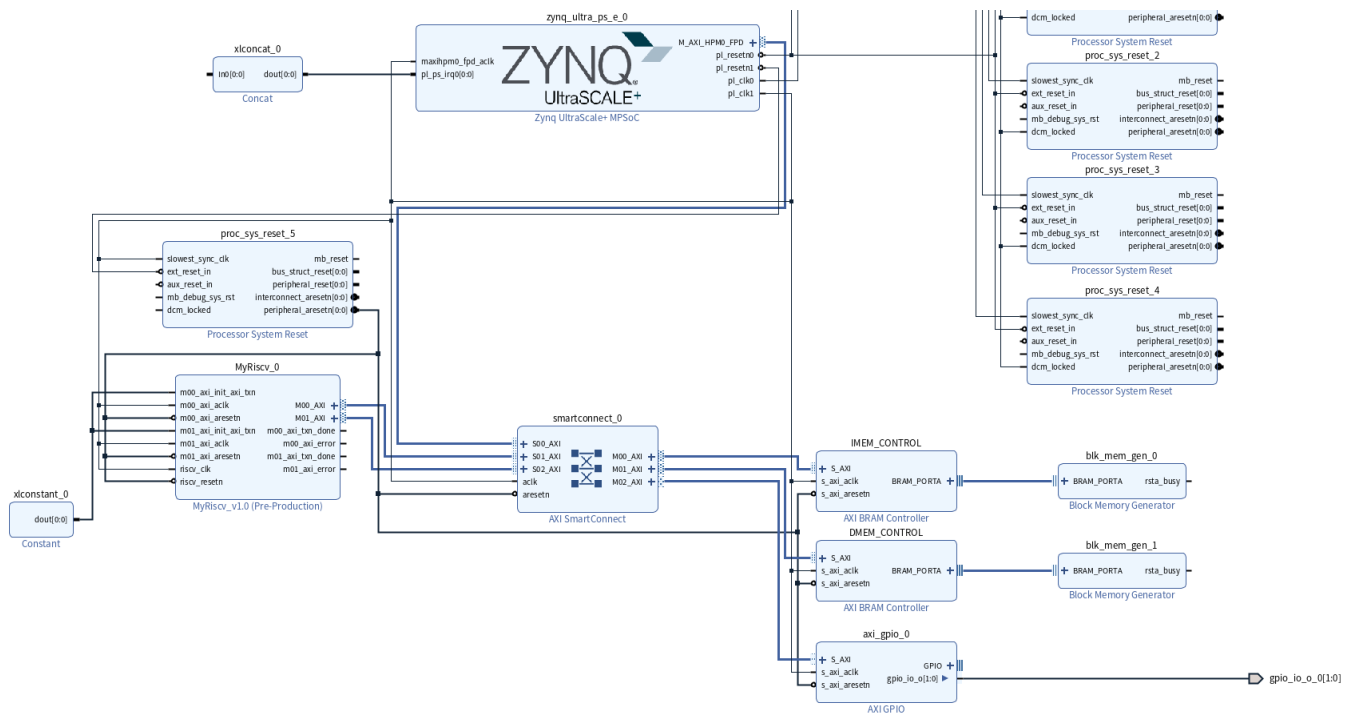 zynq_ultra_ps_e_0
xlconcat_0
In0[0:0]
dout[0:0]
Concat
maxihpm0_fpd_aclk
pl_ps_irq0[0:0]
ZYNQ
UltraSCALE+
M_AXI_HPM0_FPD
pl_resetn0
pl_resetn1
pl_clk0
pl_clk1
Zynq UltraScale+ MPSoC
dcm_locked
peripheral_aresetn[0:0]
Processor System Reset
proc_sys_reset_2
slowest_sync_clk
ext_reset_in
aux_reset_in
mb_debug_sys_rst
dcm_locked
mb_reset
bus_struct_reset[0:0]
peripheral_reset[0:0]
interconnect_aresetn[0:0]
peripheral_aresetn[0:0]
Processor System Reset
proc_sys_reset_3
slowest_sync_clk
ext_reset_in
aux_reset_in
mb_debug_sys_rst
dcm_locked
mb_reset
bus_struct_reset[0:0]
peripheral_reset[0:0]
interconnect_aresetn[0:0]
peripheral_aresetn[0:0]
Processor System Reset
proc_sys_reset_4
slowest_sync_clk
ext_reset_in
aux_reset_in
mb_debug_sys_rst
dcm_locked
mb_reset
bus_struct_reset[0:0]
peripheral_reset[0:0]
interconnect_aresetn[0:0]
peripheral_aresetn[0:0]
Processor System Reset
proc_sys_reset_5
slowest_sync_clk
ext_reset_in
aux_reset_in
mb_debug_sys_rst
dcm_locked
mb_reset
bus_struct_reset[0:0]
peripheral_reset[0:0]
interconnect_aresetn[0:0]
peripheral_aresetn[0:0]
Processor System Reset
MyRiscv_0
m00_axi_init_axi_txn
m00_axi_aclk
m00_axi_aresetn
m01_axi_init_axi_txn
m01_axi_aclk
m01_axi_aresetn
riscv_clk
riscv_resetn
M00_AXI
M01_AXI
m00_axi_txn_done
m00_axi_error
m01_axi_txn_done
m01_axi_error
MyRiscv_v1.0 (Pre-Production)
xlconstant_0
dout[0:0]
Constant
smartconnect_0
S00_AXI
S01_AXI
S02_AXI
aclk
aresetn
M00_AXI
M01_AXI
M02_AXI
AXI SmartConnect
IMEM_CONTROL
S_AXI
s_axi_aclk
s_axi_aresetn
BRAM_PORTA
AXI BRAM Controller
blk_mem_gen_0
BRAM_PORTA
rsta_busy
Block Memory Generator
DMEM_CONTROL
S_AXI
s_axi_aclk
s_axi_aresetn
BRAM_PORTA
AXI BRAM Controller
blk_mem_gen_1
BRAM_PORTA
rsta_busy
Block Memory Generator
axi_gpio_0
S_AXI
s_axi_aclk
s_axi_aresetn
GPIO
gpio_io_o[1:0]
AXI GPIO
gpio_io_o_0[1:0]